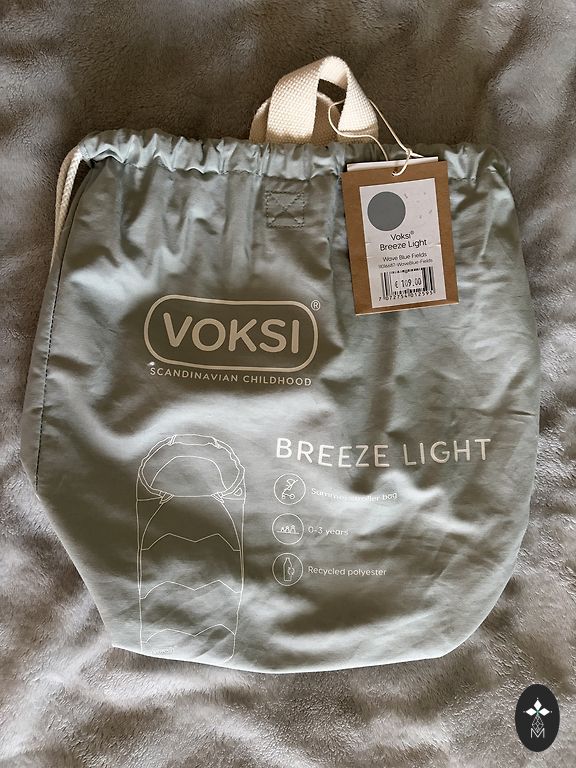 Voksi®
Breeze Light
Wave Blue Fields
€ 109,00
VOKSI®
SCANDINAVIAN CHILDHOOD
BREEZE LIGHT
Summer stroller bag
0-3 years
Recycled polyester
M